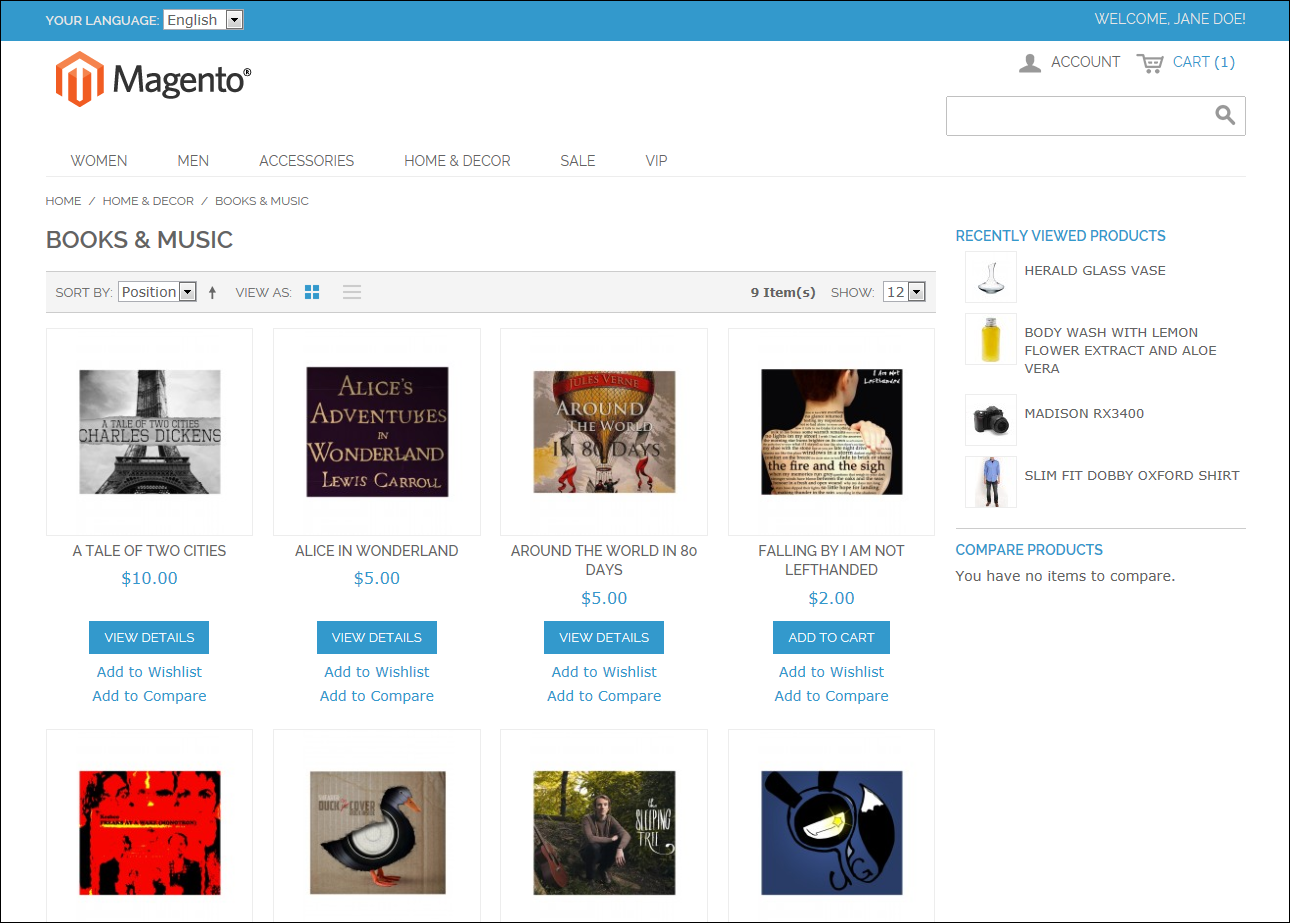 YOUR LANGUAGE: English
WELCOME, JANE DOE!
Magento®
ACCOUNT
CART (1)
WOMEN MEN ACCESSORIES HOME & DECOR SALE VIP
HOME / HOME & DECOR / BOOKS & MUSIC
BOOKS & MUSIC
SORT BY: Position VIEW AS: 9 Item(s) SHOW: 12
A TALE OF TWO CITIES
CHARLES DICKENS
ALICE'S
ADVENTURES
IN
WONDERLAND
LEWIS CARROLL
JULES VERNE
AROUND
THE WORLD
IN 80 DAYS
I Am Not
Lefthanded
the fire and the sigh
A TALE OF TWO CITIES
$10.00
VIEW DETAILS
Add to Wishlist
Add to Compare
ALICE IN WONDERLAND
$5.00
VIEW DETAILS
Add to Wishlist
Add to Compare
AROUND THE WORLD IN 80
DAYS
$5.00
VIEW DETAILS
Add to Wishlist
Add to Compare
FALLING BY I AM NOT
LEFTHANDED
$2.00
ADD TO CART
Add to Wishlist
Add to Compare
DUCK for COVER
the
SLEEPING
TREE
RECENTLY VIEWED PRODUCTS
HERALD GLASS VASE
BODY WASH WITH LEMON
FLOWER EXTRACT AND ALOE
VERA
MADISON RX3400
SLIM FIT DOBBY OXFORD SHIRT
COMPARE PRODUCTS
You have no items to compare.